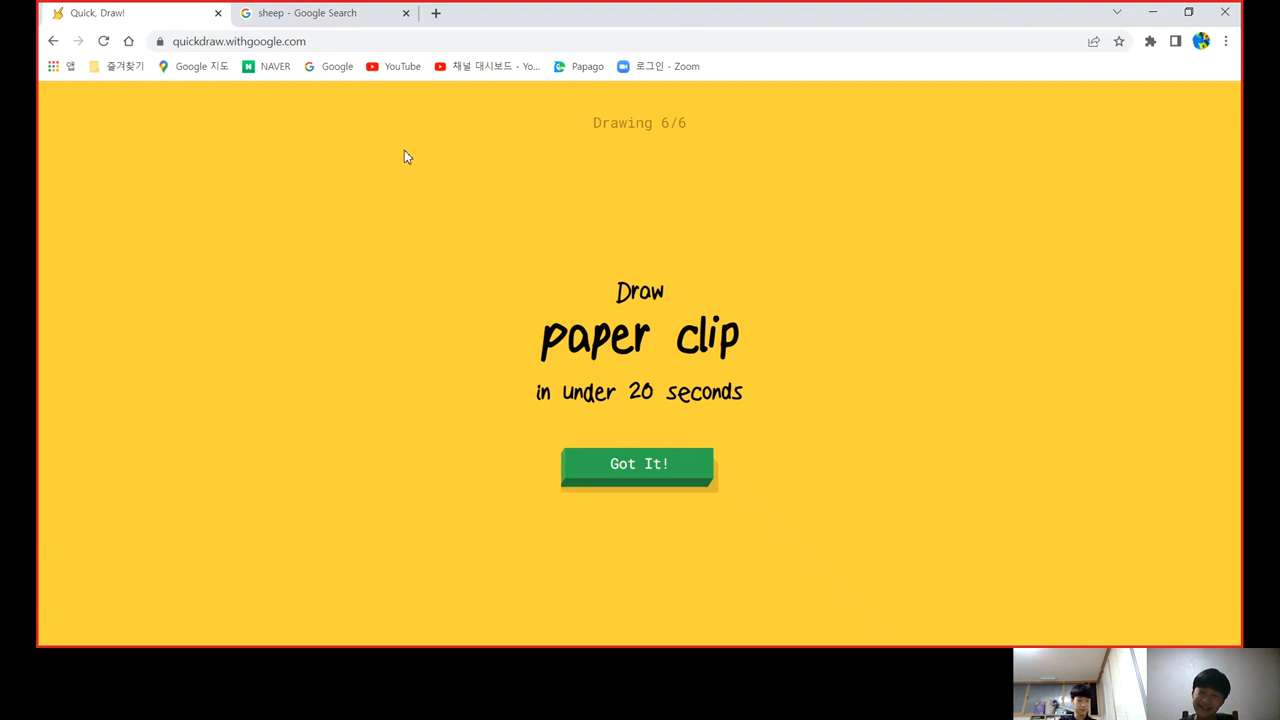 Quick, Draw!
sheep - Google Search
quickdraw.withgoogle.com
앱 즐겨찾기 Google 지도 NAVER Google YouTube 채널 대시보드 - Yo... Papago 로그인 - Zoom
Drawing 6/6
Draw
paper clip
in under 20 seconds
Got It!